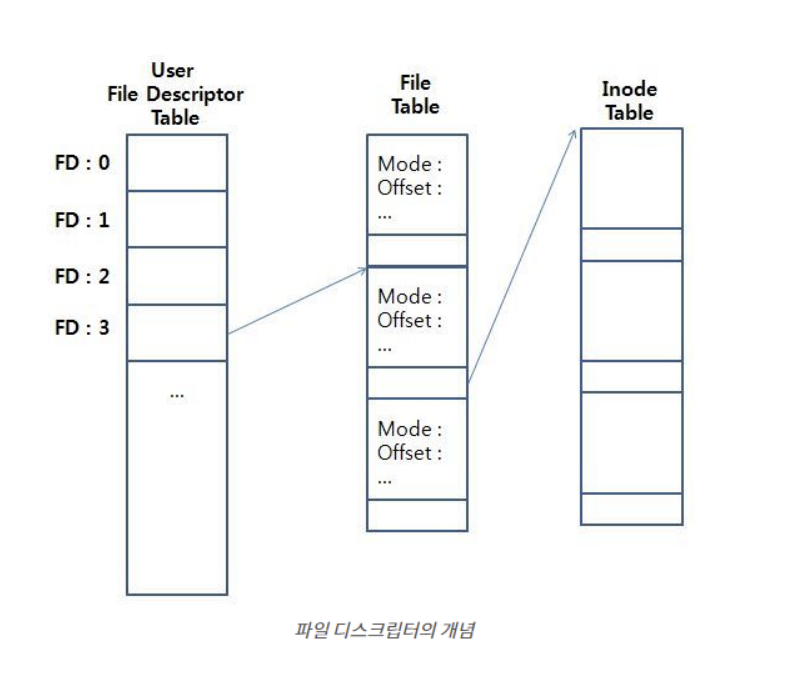 User
File Descriptor
Table
FD : 0
FD : 1
FD : 2
FD : 3
...
File
Table
Mode :
Offset :
...
Mode :
Offset :
...
Mode :
Offset :
...
Inode
Table
파일 디스크립터의 개념